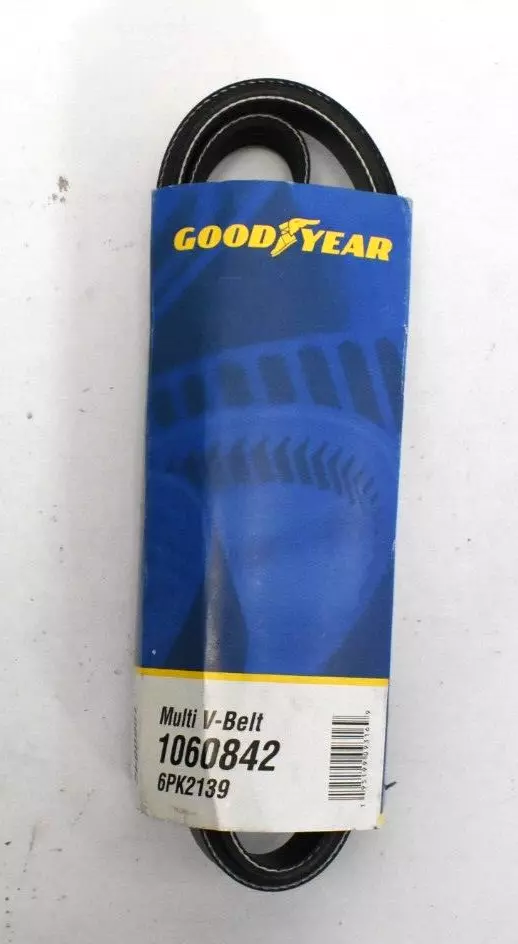 GOODYEAR
Multi V-Belt
1060842
6PK2139